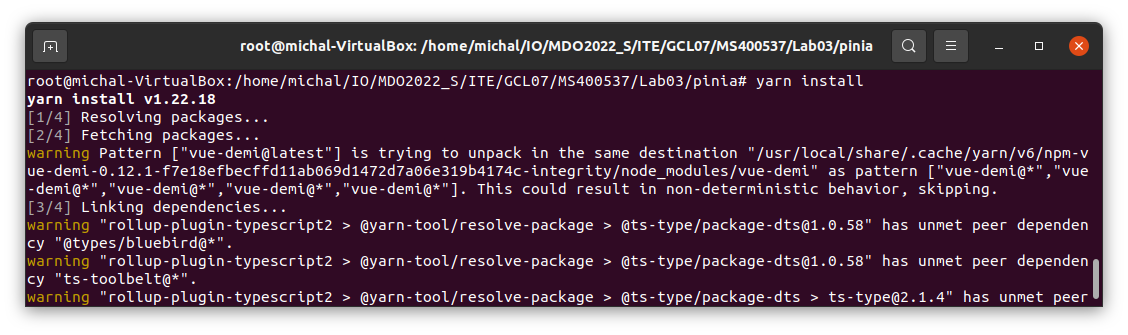 root@michal-VirtualBox: /home/michal/IO/MDO2022_S/ITE/GCL07/MS400537/Lab03/pinia
root@michal-VirtualBox:/home/michal/IO/MDO2022_S/ITE/GCL07/MS400537/Lab03/pinia# yarn install
yarn install v1.22.18
[1/4] Resolving packages...
[2/4] Fetching packages...
warning Pattern ["vue-demi@latest"] is trying to unpack in the same destination "/usr/local/share/.cache/yarn/v6/npm-v
ue-demi-0.12.1-f7e18efbecffd11ab069d1472d7a06e319b4174c-integrity/node_modules/vue-demi" as pattern ["vue-demi@*","vue
-demi@*","vue-demi@*","vue-demi@*","vue-demi@*"]. This could result in non-deterministic behavior, skipping.
[3/4] Linking dependencies...
warning "rollup-plugin-typescript2 > @yarn-tool/resolve-package > @ts-type/package-dts@1.0.58" has unmet peer dependen
cy "@types/bluebird@*".
warning "rollup-plugin-typescript2 > @yarn-tool/resolve-package > @ts-type/package-dts@1.0.58" has unmet peer dependen
cy "ts-toolbelt@*".
warning "rollup-plugin-typescript2 > @yarn-tool/resolve-package > @ts-type/package-dts > ts-type@2.1.4" has unmet peer